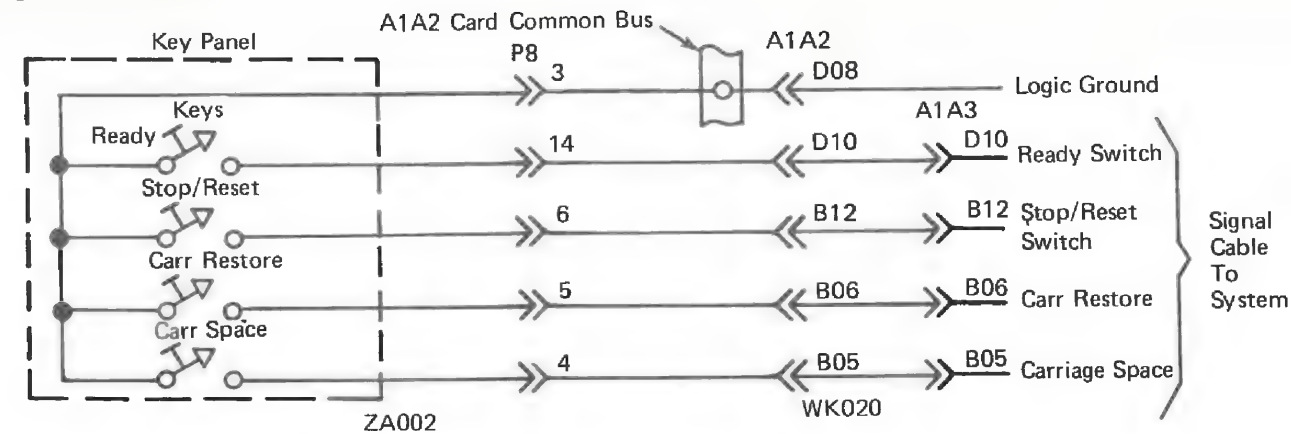 A1A2 Card Common Bus
Key Panel
P8
A1A2
3
D08
Logic Ground
Keys
A1A3
Ready
14
D10
D10
Ready Switch
Stop/Reset
6
B12
B12
Stop/Reset
Switch
Carr Restore
5
B06
B06
Carr Restore
Carr Space
4
B05
B05
Carriage Space
Signal
Cable
To
System
ZA002
WK020